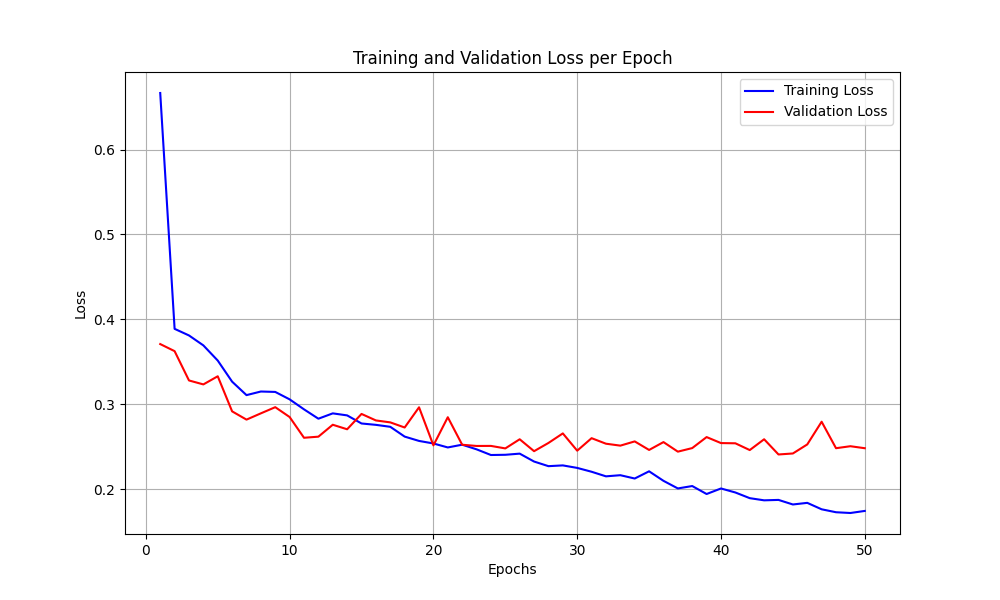 Training and Validation Loss per Epoch
Training Loss
Validation Loss
0.6
0.5
0.4
0.3
0.2
Loss
0 10 20 30 40 50
Epochs